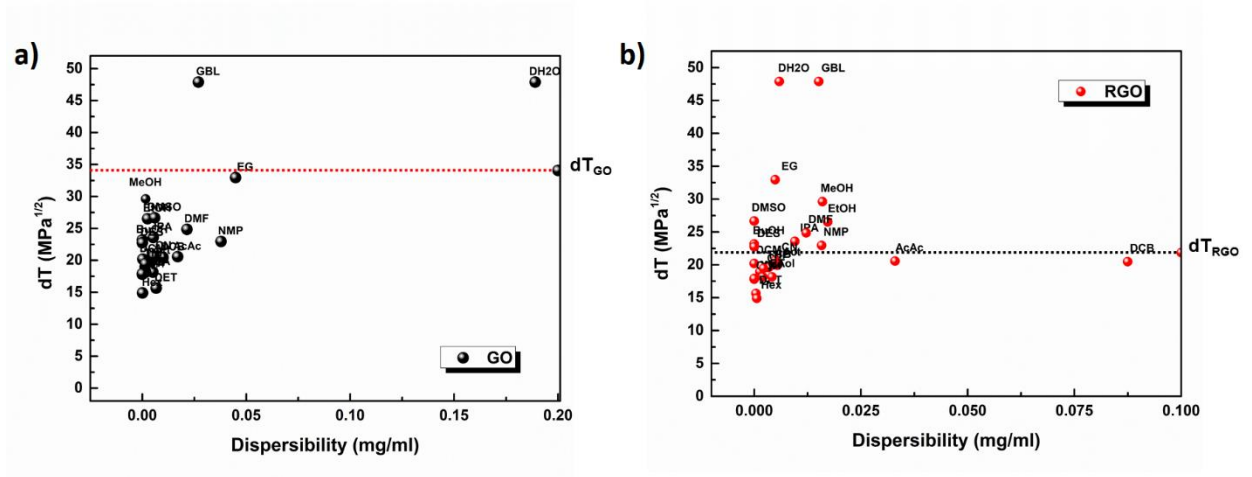 a)
50
45
40
35
30
25
20
15
10
5
0
dT (MPa1/2)
GBL
DH2O
EG
MeOH
DMSO
DMF
NMP
AcAc
DET
Hex
dTGO
GO
0.00
0.05
0.10
0.15
0.20
Dispersibility (mg/ml)
b)
50
45
40
35
30
25
20
15
10
5
0
dT (MPa1/2)
DH2O
GBL
RGO
EG
MeOH
DMSO
EtOH
DMF
IPA
NMP
AcAc
DCB
Hex
dTRGO
0.000
0.025
0.050
0.075
0.100
Dispersibility (mg/ml)